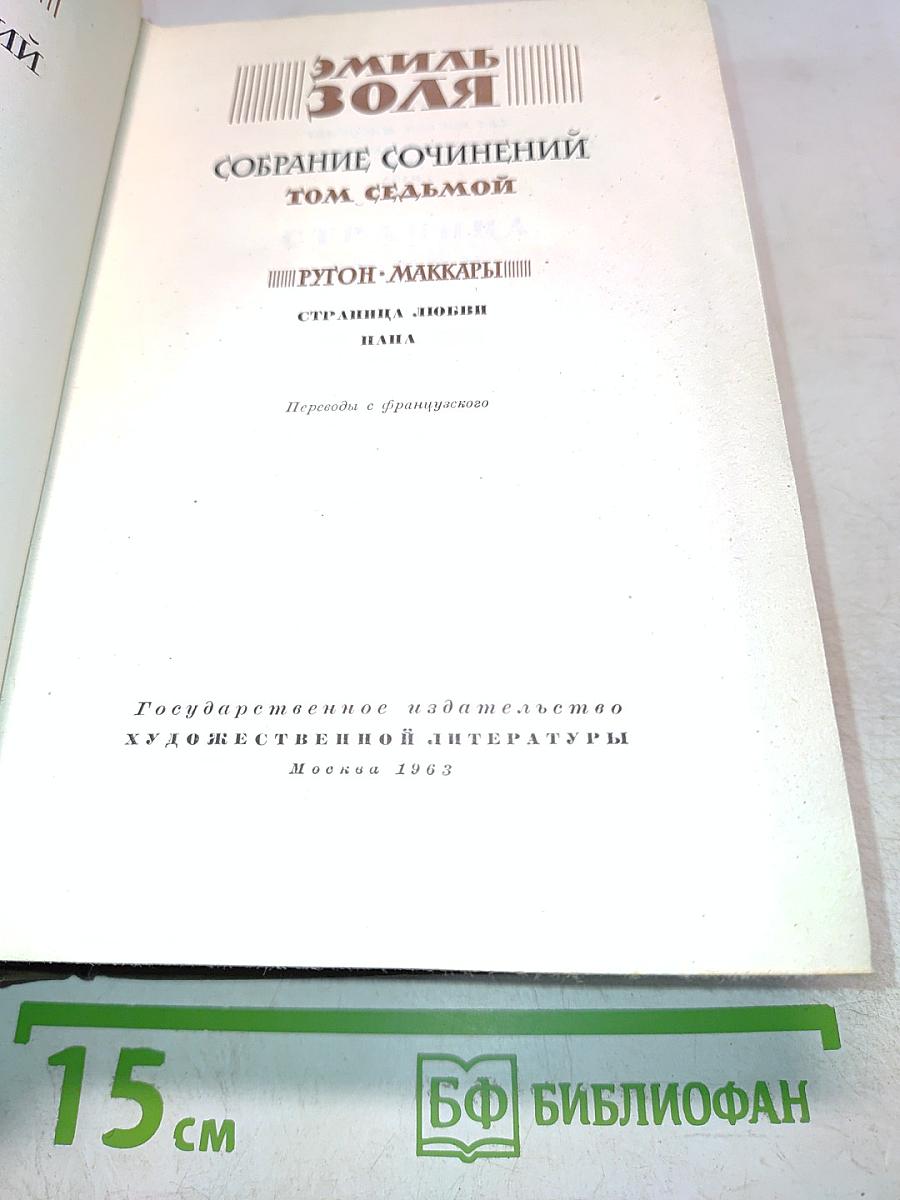 ИЙ
ЭМИЛЬ
ЗОЛЯ
СОБРАНИЕ СОЧИНЕНИЙ
ТОМ СЕДЬМОЙ
РУГОН·МАККАРЫ
СТРАНИЦА ЛЮБВИ
НАНА
Переводы с французского
Государственное издательство
ХУДОЖЕСТВЕННОЙ ЛИТЕРАТУРЫ
Москва 1963
15 см
БФ БИБЛИОФАН